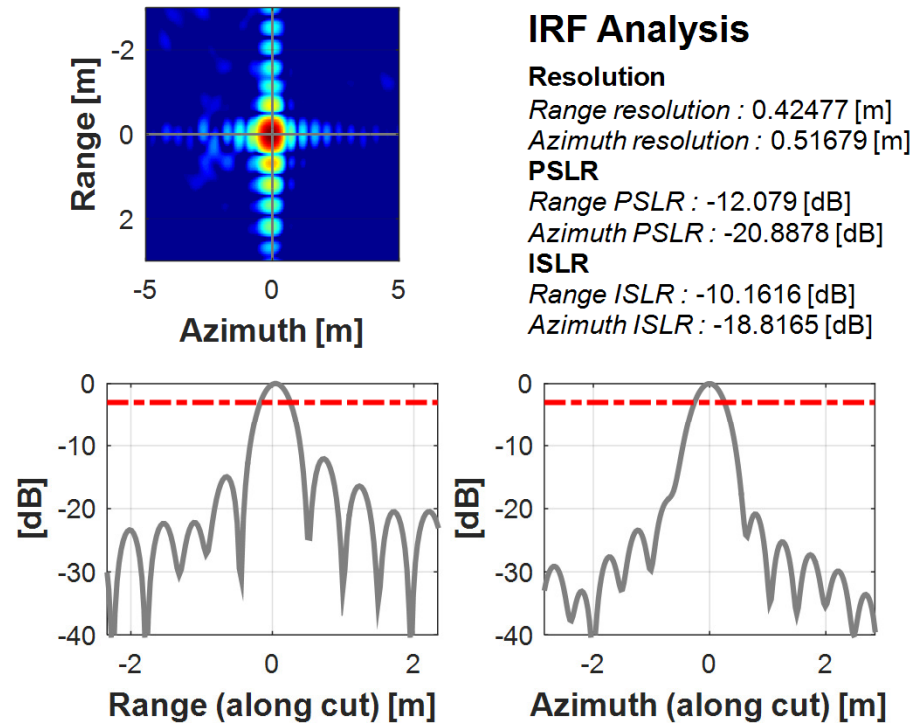 IRF Analysis
Resolution
Range resolution : 0.42477 [m]
Azimuth resolution : 0.51679 [m]
PSLR
Range PSLR : -12.079 [dB]
Azimuth PSLR : -20.8878 [dB]
ISLR
Range ISLR : -10.1616 [dB]
Azimuth ISLR : -18.8165 [dB]
Range [m]
-2
0
2
-5
0
5
Azimuth [m]
[dB]
0
-10
-20
-30
-40
-2
0
2
Range (along cut) [m]
[dB]
0
-10
-20
-30
-40
-2
0
2
Azimuth (along cut) [m]